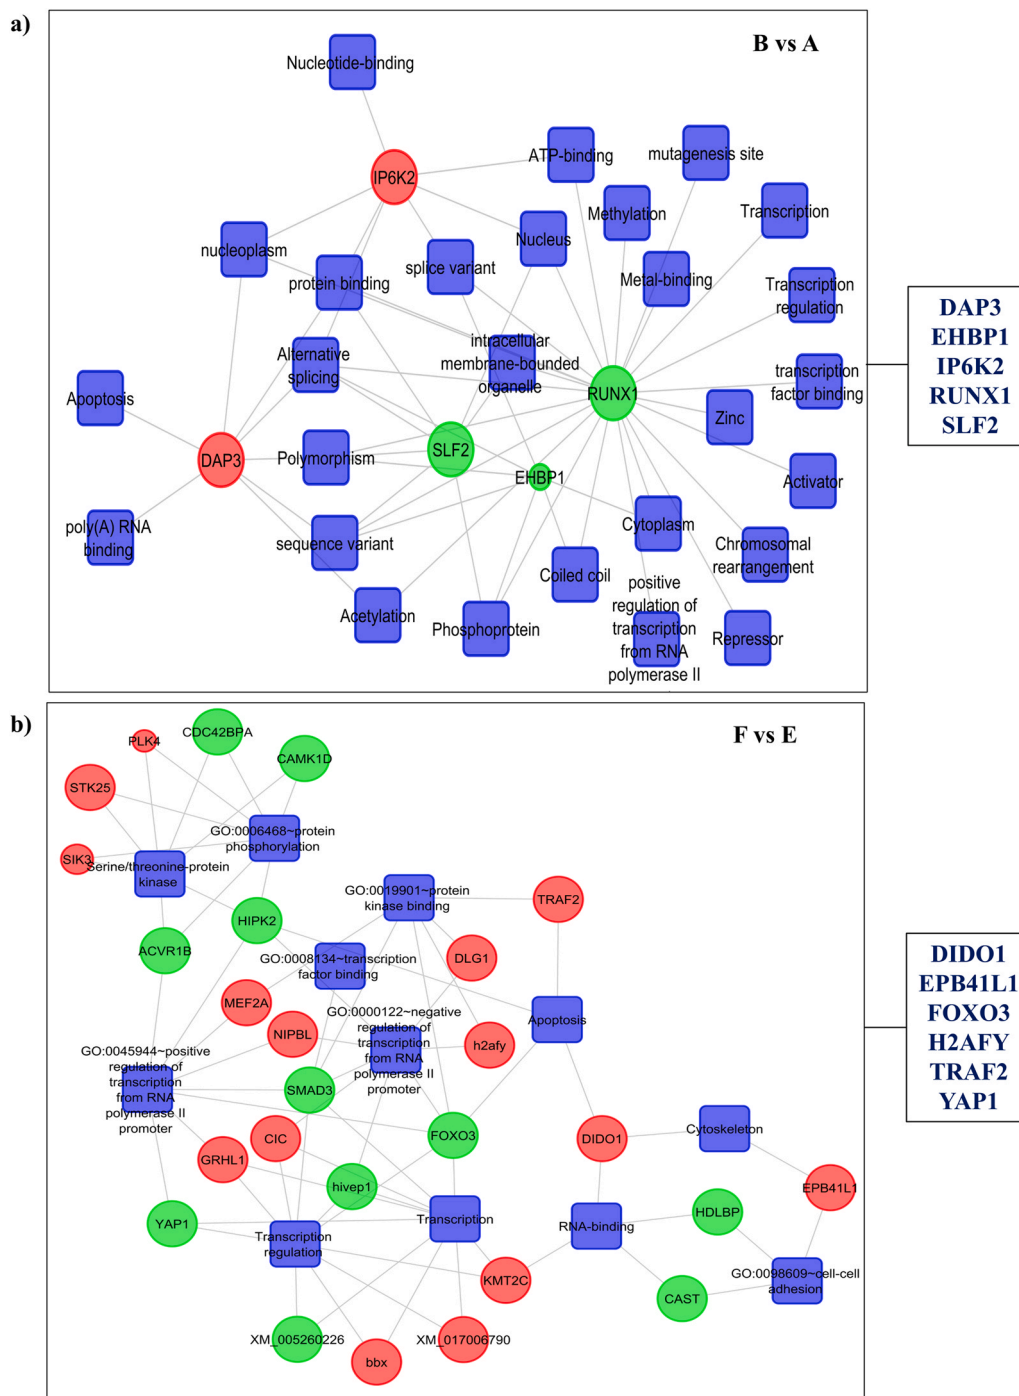 a)
B vs A
Nucleotide-binding
ATP-binding
mutagenesis site
IP6K2
Methylation
Transcription
nucleoplasm
Nucleus
splice variant
protein binding
Metal-binding
Transcription
regulation
Alternative
splicing
intracellular
membrane-bounded
organelle
transcription
factor binding
Apoptosis
RUNX1
Zinc
DAP3
Polymorphism
SLF2
EHBP1
Activator
poly(A) RNA
binding
sequence variant
Cytoplasm
Chromosomal
rearrangement
Coiled coil
Acetylation
Phosphoprotein
positive
regulation of
transcription
from RNA
polymerase II
Repressor
DAP3
EHBP1
IP6K2
RUNX1
SLF2
b)
F vs E
CDC42BPA
PLK4
CAMK1D
STK25
GO:0006468~protein
phosphorylation
SIK3
Serine/threonine-protein
kinase
GO:0019901~protein
kinase binding
TRAF2
HIPK2
ACVR1B
GO:0008134~transcription
factor binding
DLG1
MEF2A
GO:0000122~negative
regulation of
transcription
from RNA
polymerase II
promoter
Apoptosis
NIPBL
h2afy
GO:0045944~positive
regulation of
transcription
from RNA
polymerase II
promoter
SMAD3
FOXO3
CIC
DIDO1
Cytoskeleton
GRHL1
hivep1
EPB41L1
YAP1
Transcription
HDLBP
RNA-binding
Transcription
regulation
KMT2C
GO:0098609~cell-cell
adhesion
CAST
XM_005260226
XM_017006790
bbx
DIDO1
EPB41L1
FOXO3
H2AFY
TRAF2
YAP1